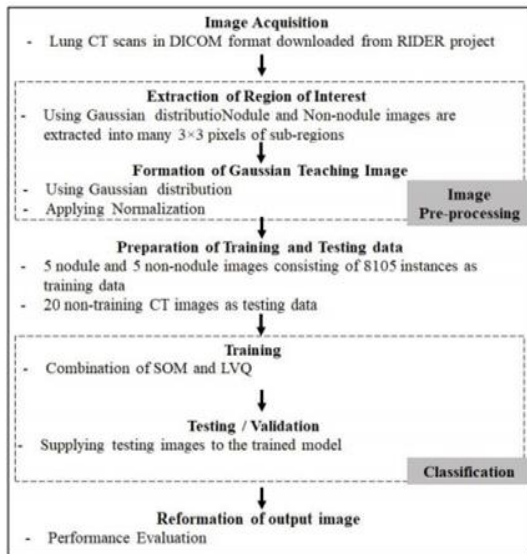 Image Acquisition
- Lung CT scans in DICOM format downloaded from RIDER project
Extraction of Region of Interest
- Using Gaussian distributioNodule and Non-nodule images are
extracted into many 3×3 pixels of sub-regions
Formation of Gaussian Teaching Image
- Using Gaussian distribution
- Applying Normalization
Image
Pre-processing
Preparation of Training and Testing data
- 5 nodule and 5 non-nodule images consisting of 8105 instances as
training data
- 20 non-training CT images as testing data
Training
- Combination of SOM and LVQ
Testing / Validation
- Supplying testing images to the trained model
Classification
Reformation of output image
- Performance Evaluation